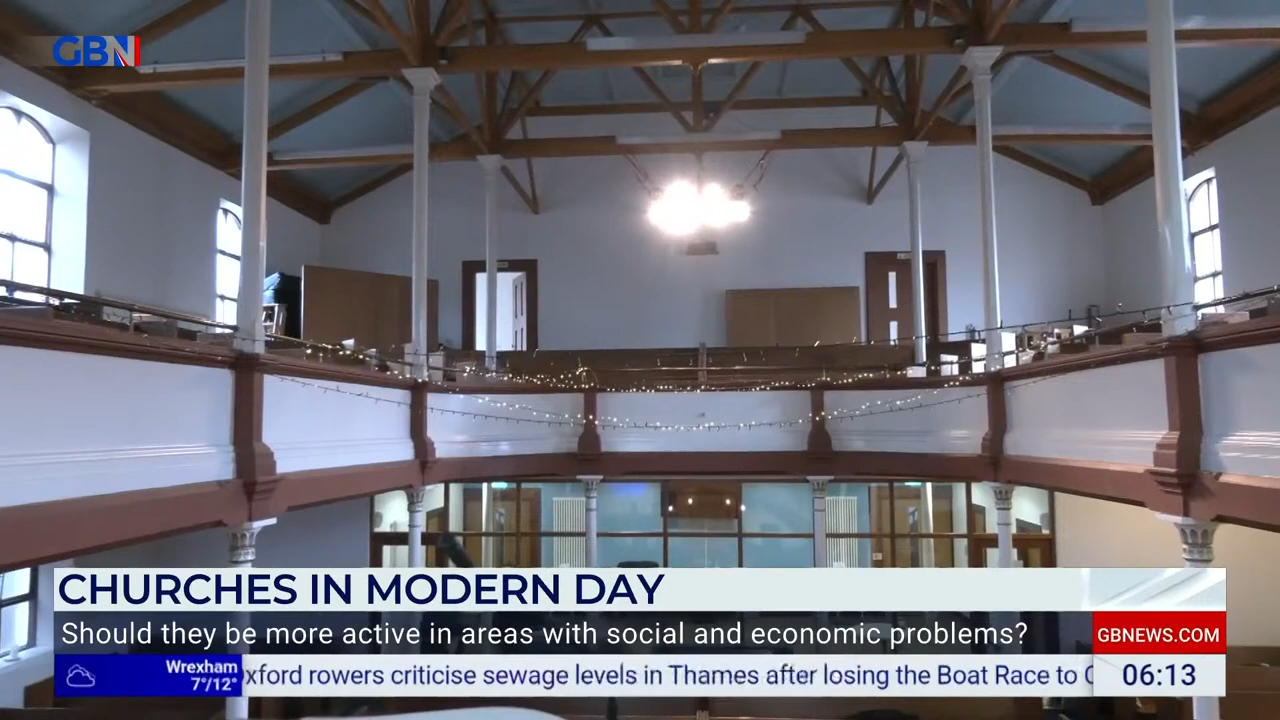 GBN
CHURCHES IN MODERN DAY
Should they be more active in areas with social and economic problems?
GBNEWS.COM
Wrexham
7°/12°
xford rowers criticise sewage levels in Thames after losing the Boat Race to
06:13